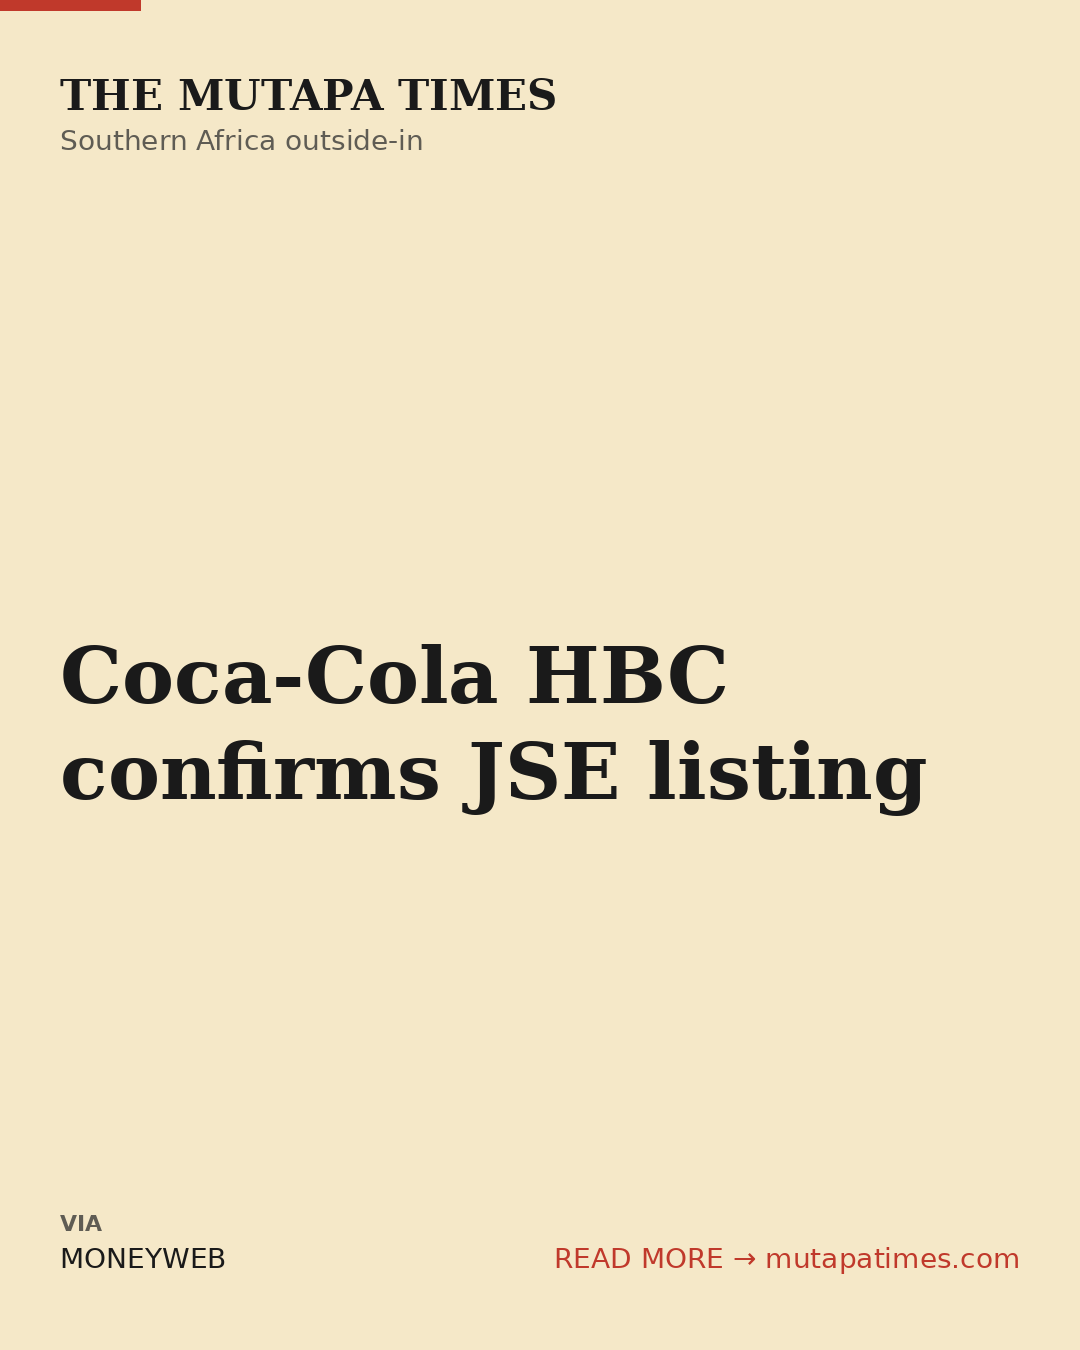 THE MUTAPA TIMES
Southern Africa outside-in
Coca-Cola HBC
confirms JSE listing
VIA
MONEYWEB
READ MORE → mutapatimes.com